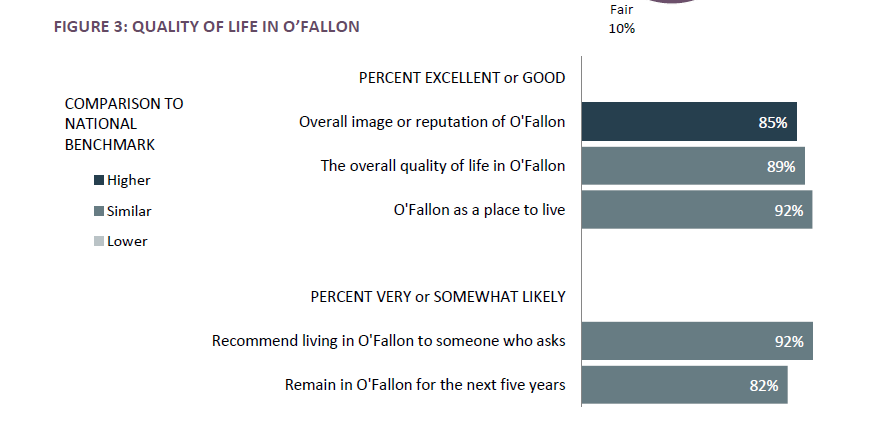 Fair
10%
FIGURE 3: QUALITY OF LIFE IN O’FALLON
COMPARISON TO
NATIONAL
BENCHMARK
Higher
Similar
Lower
PERCENT EXCELLENT or GOOD
Overall image or reputation of O'Fallon 85%
The overall quality of life in O'Fallon 89%
O'Fallon as a place to live 92%
PERCENT VERY or SOMEWHAT LIKELY
Recommend living in O'Fallon to someone who asks 92%
Remain in O'Fallon for the next five years 82%